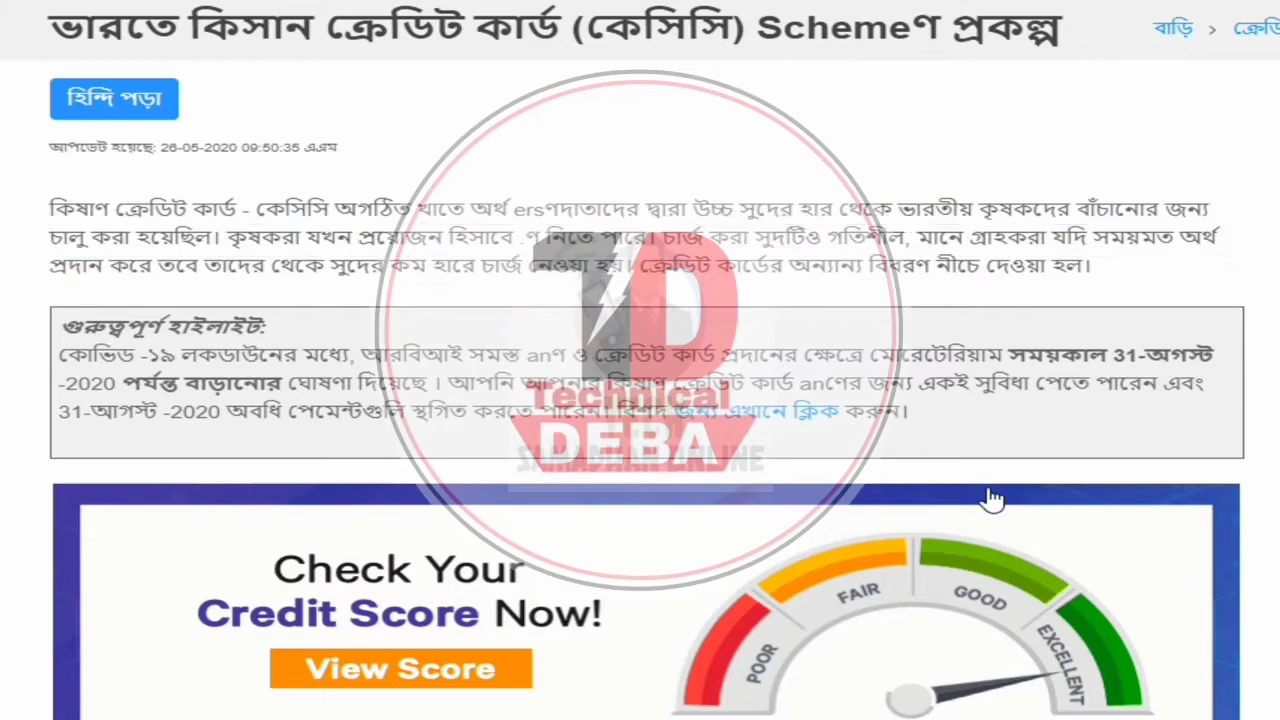 ভারতে কিসান ক্রেডিট কার্ড (কেসিসি) Schemeণ প্রকল্প
বাড়ি › ক্রেডি
হিন্দি পড়া
আপডেট হয়েছে: 26-05-2020 09:50:35 এএম
কিষাণ ক্রেডিট কার্ড - কেসিসি অগঠিত খাতে অর্থ ersণদাতাদের দ্বারা উচ্চ সুদের হার থেকে ভারতীয় কৃষকদের বাঁচানোর জন্য
চালু করা হয়েছিল। কৃষকরা যখন প্রয়োজন হিসাবে .ণ নিতে পারে। চার্জ করা সুদটিও গতিশীল, মানে গ্রাহকরা যদি সময়মত অর্থ
প্রদান করে তবে তাদের থেকে সুদের কম হারে চার্জ নেওয়া হয়। ক্রেডিট কার্ডের অন্যান্য বিবরণ নীচে দেওয়া হল।
গুরুত্বপূর্ণ হাইলাইট:
কোভিড -১৯ লকডাউনের মধ্যে, আরবিআই সমস্ত anণ ও ক্রেডিট কার্ড প্রদানের ক্ষেত্রে মোরেটেরিয়াম সময়কাল 31-অগস্ট
-2020 পর্যন্ত বাড়ানোর ঘোষণা দিয়েছে । আপনি আপনার কিষাণ ক্রেডিট কার্ড anণের জন্য একই সুবিধা পেতে পারেন এবং
31-আগস্ট -2020 অবধি পেমেন্টগুলি স্থগিত করতে পারেন। বিশদ জন্য এখানে ক্লিক করুন।
TD
Technical
DEBA
SAMADHAN ONLINE
Check Your
Credit Score Now!
View Score
POOR
FAIR
GOOD
EXCELLENT